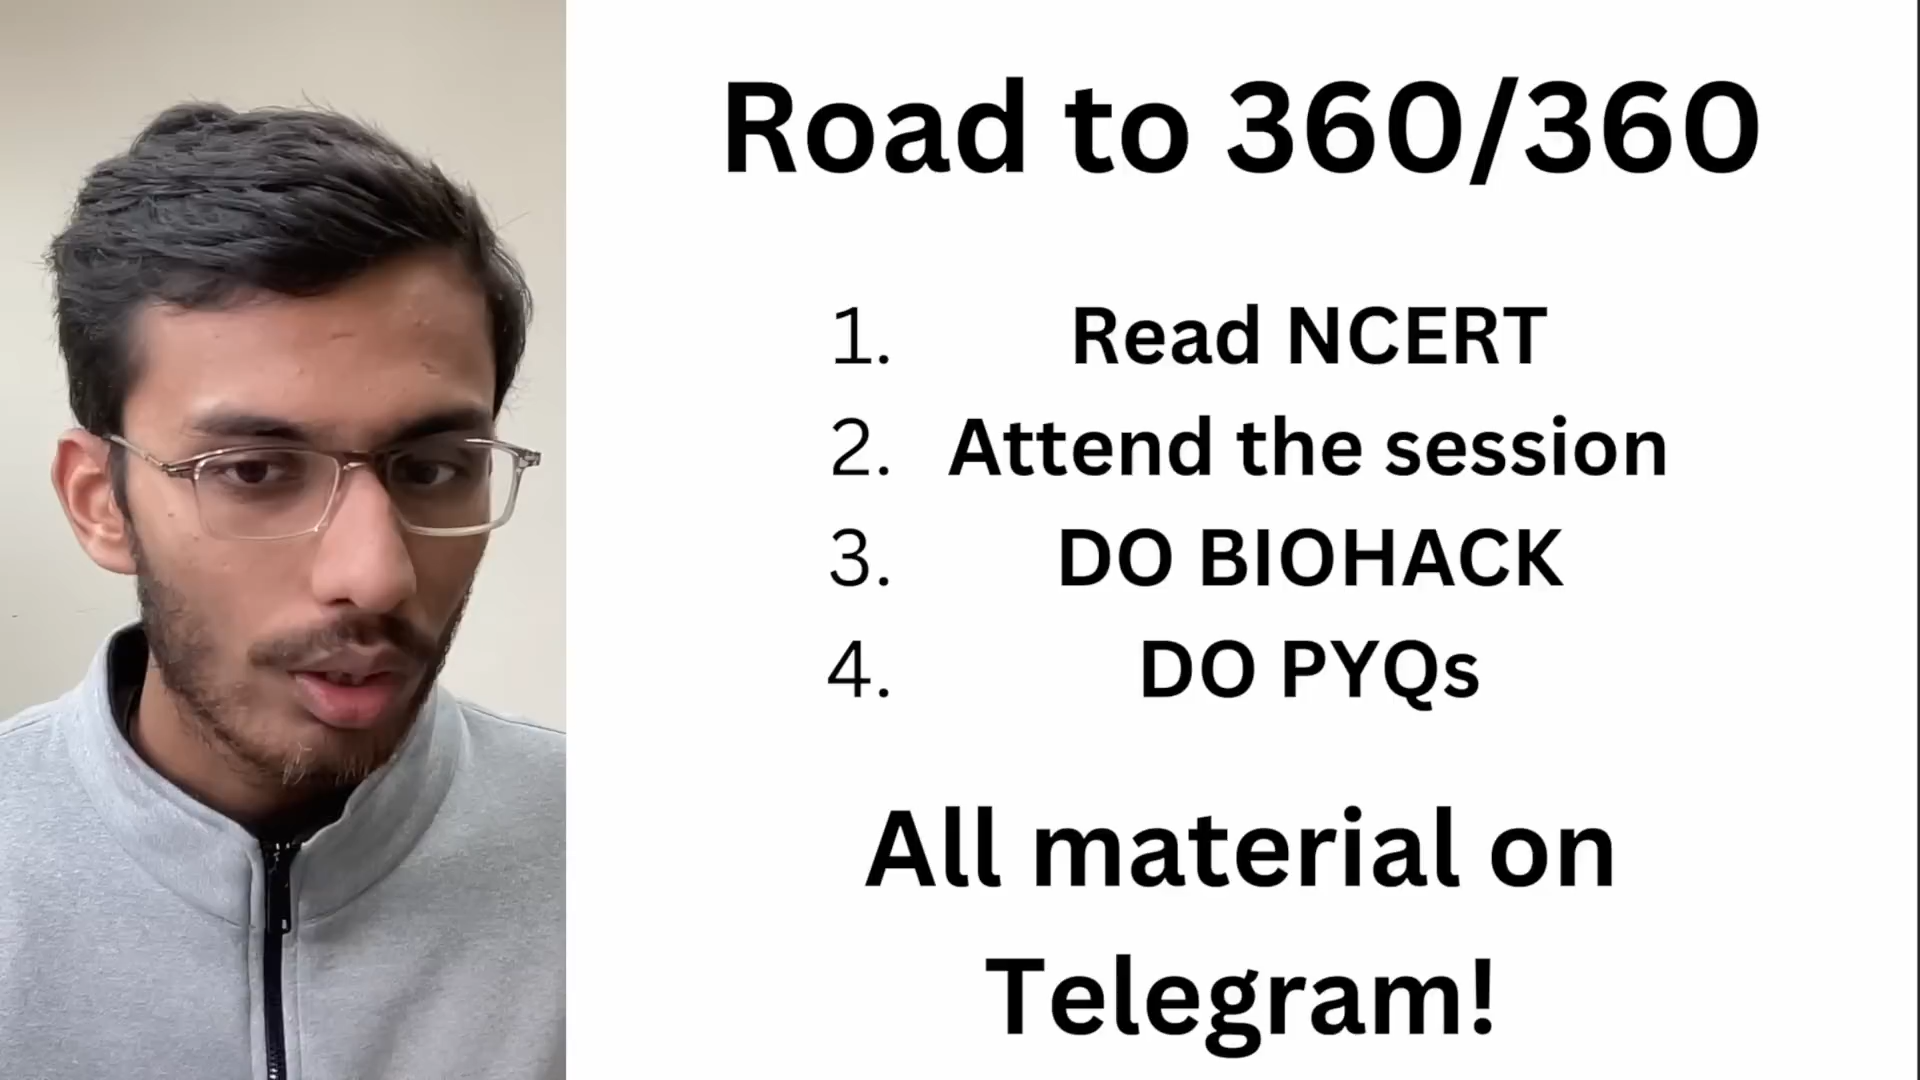 Road to 360/360
1. Read NCERT
2. Attend the session
3. DO BIOHACK
4. DO PYQs
All material on
Telegram!